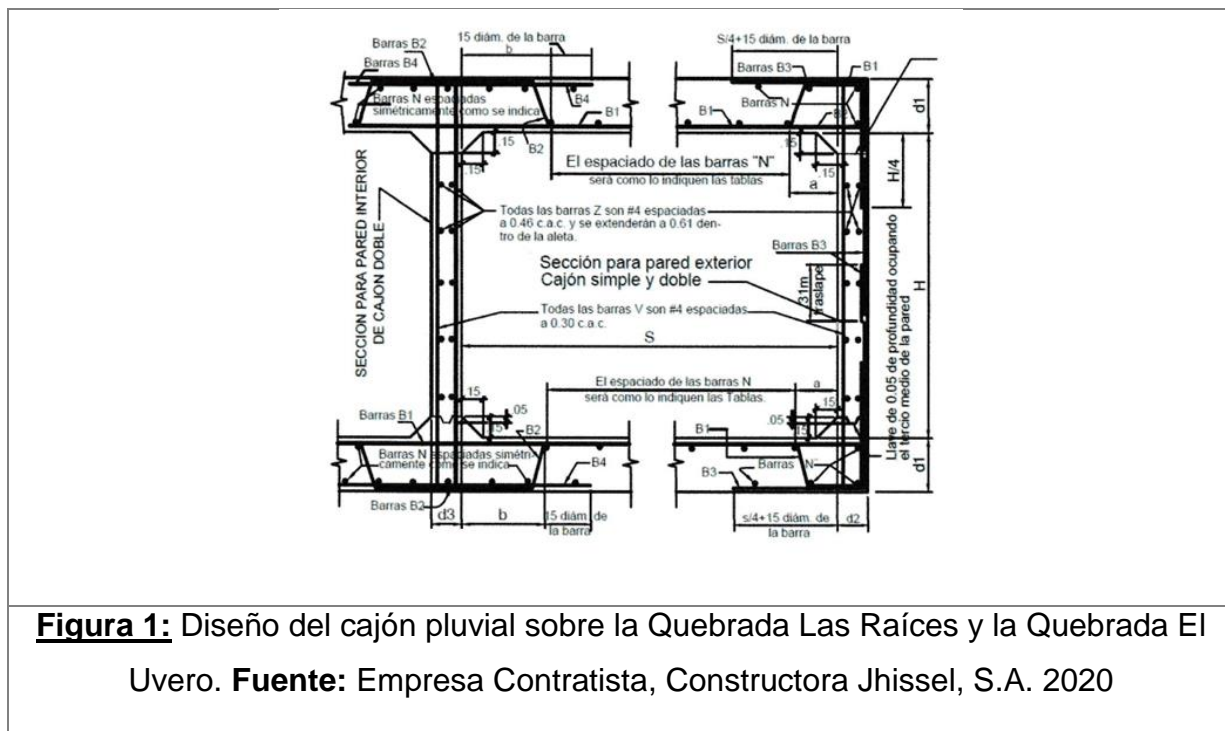 15 diám. de la barra
b
Barras B2
Barras B4
Barras N espaciadas
simétricamente como se indica
B4
B1
B2
.15
.15
S/4+15 diám. de la barra
Barras B3
B1
Barras N
B1
B2
d1
.15
.15
a
H/4
El espaciado de las barras "N"
será como lo indiquen las tablas
SECCION PARA PARED INTERIOR
DE CAJON DOBLE
Todas las barras Z son #4 espaciadas
a 0.46 c.a.c. y se extenderán a 0.61 den-
tro de la aleta.
Barras B3
Sección para pared exterior
Cajón simple y doble
31m
traslape
H
Todas las barras V son #4 espaciadas
a 0.30 c.a.c.
S
Llave de 0.05 de profundidad ocupando
el tercio medio de la pared
El espaciado de las barras N
será como lo indiquen las Tablas.
a
.15
.05
.15
.15
.05
.15
Barras B1
B2
Barras N espaciadas simétri-
camente como se indica
B4
Barras B2
d3
b
15 diám. de
la barra
B1
Barras "N"
B3
d1
s/4+15 diám. de
la barra
d2
Figura 1: Diseño del cajón pluvial sobre la Quebrada Las Raíces y la Quebrada El
Uvero. Fuente: Empresa Contratista, Constructora Jhissel, S.A. 2020